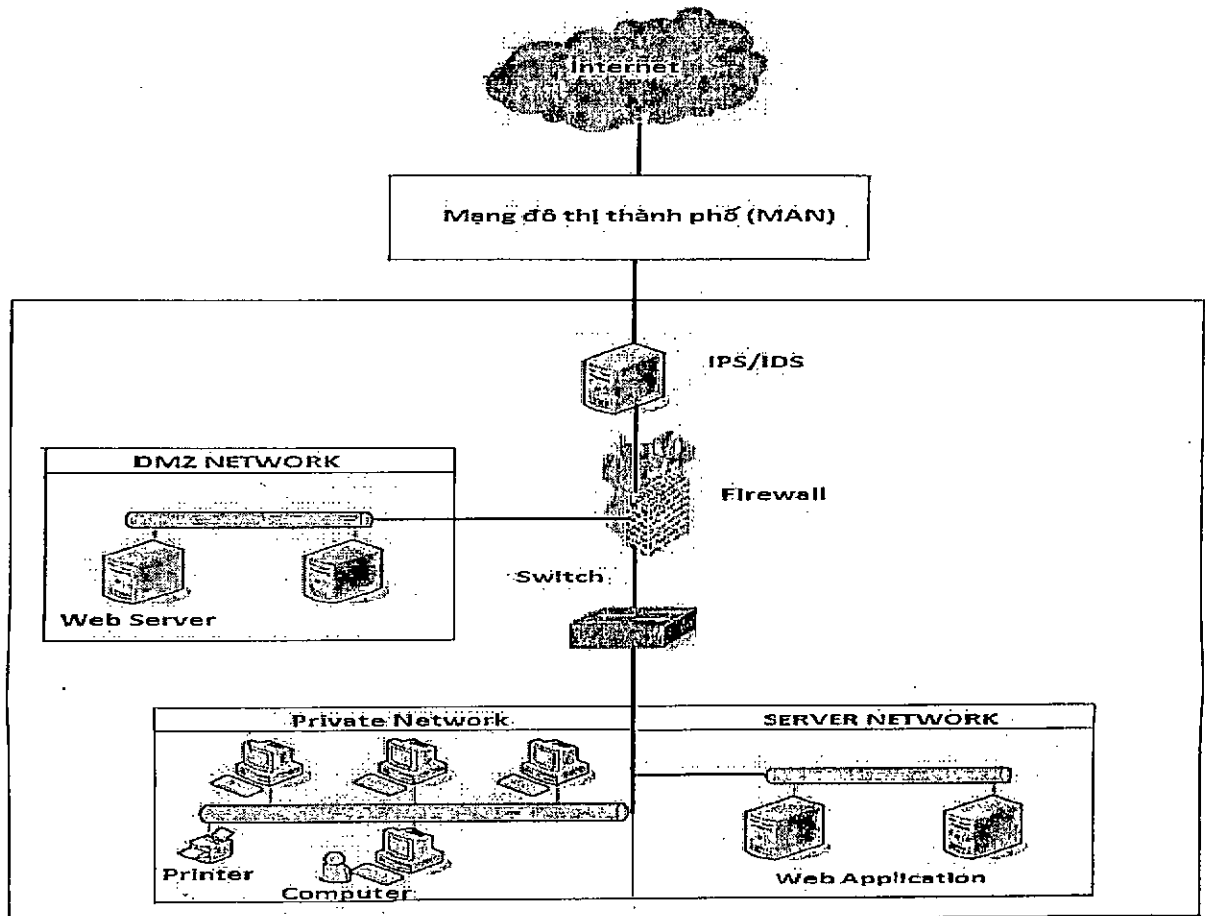 Internet
Mạng đô thị thành phố (MAN)
IPS/IDS
DMZ NETWORK
Firewall
Switch
Web Server
Private Network
SERVER NETWORK
Printer
Computer
Web Application